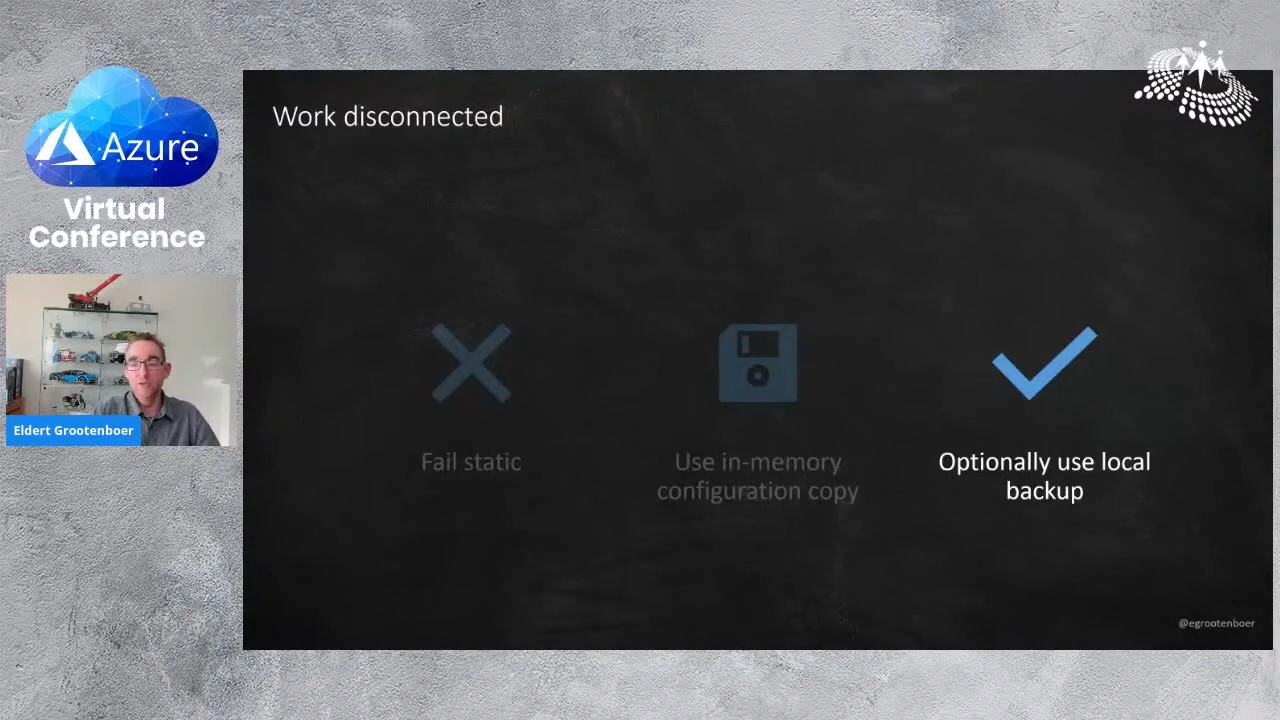 Azure
Virtual
Conference
Eldert Grootenboer
Work disconnected
Fail static
Use in-memory
configuration copy
Optionally use local
backup
@egrootenboer